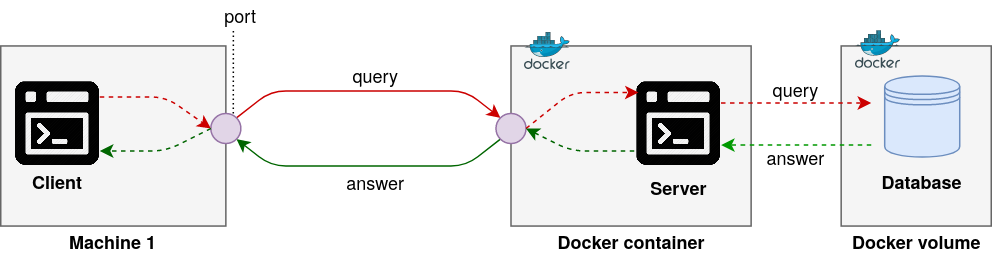 port
docker
docker
query
query
>_
>_
answer
answer
Client
Server
Database
Machine 1
Docker container
Docker volume